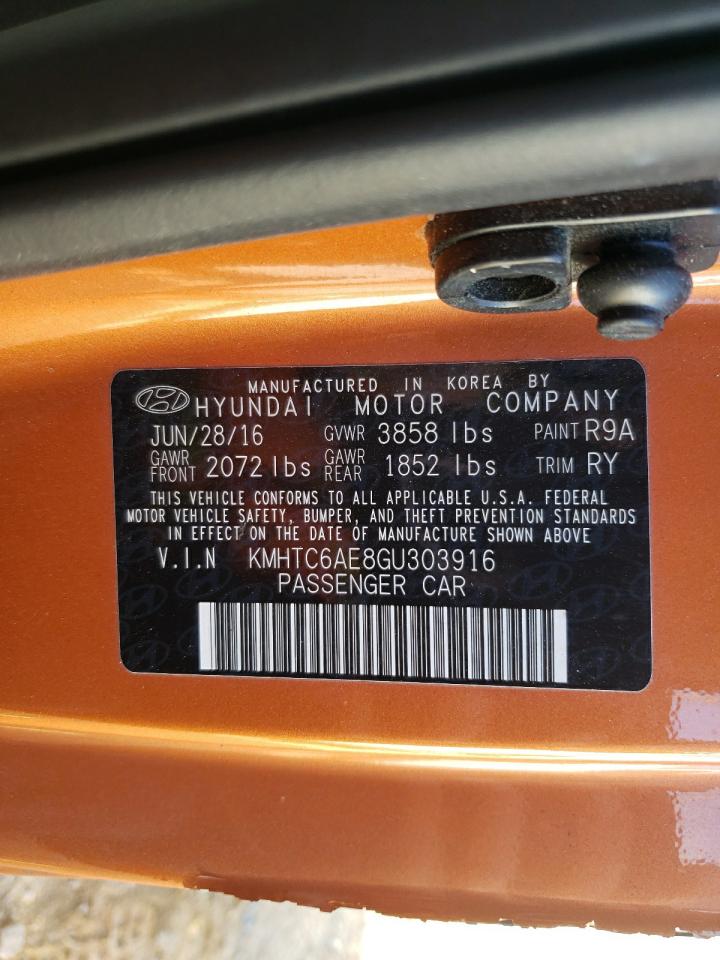 MANUFACTURED IN KOREA BY
HYUNDAI MOTOR COMPANY
JUN/28/16 GVWR 3858 lbs PAINT R9A
GAWR FRONT 2072 lbs GAWR REAR 1852 lbs TRIM RY
THIS VEHICLE CONFORMS TO ALL APPLICABLE U.S.A. FEDERAL
MOTOR VEHICLE SAFETY, BUMPER, AND THEFT PREVENTION STANDARDS
IN EFFECT ON THE DATE OF MANUFACTURE SHOWN ABOVE
V.I.N KMHTC6AE8GU303916
PASSENGER CAR